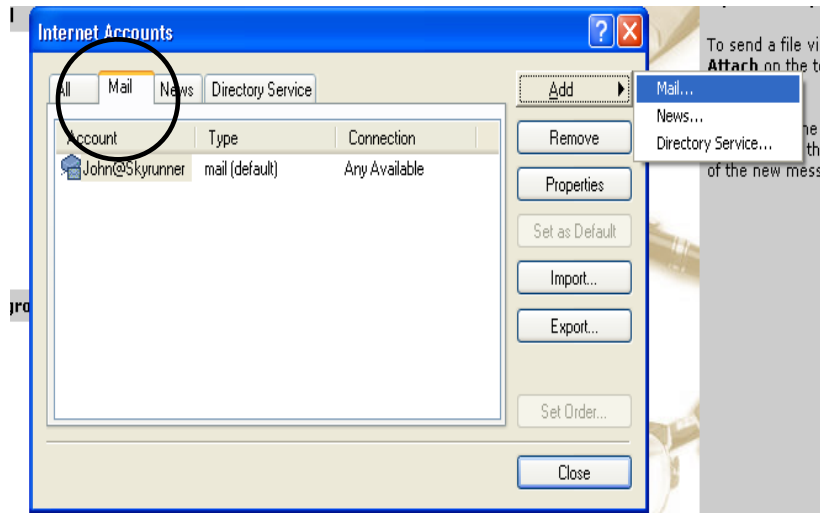 Internet Accounts
To send a file vi
Attach on the t
All Mail News Directory Service
Add
Mail...
News...
Directory Service...
Account Type Connection
Remove
John@Skyrunner mail (default) Any Available
Properties
of the new mess
Set as Default
Import...
Export...
Set Order...
Close